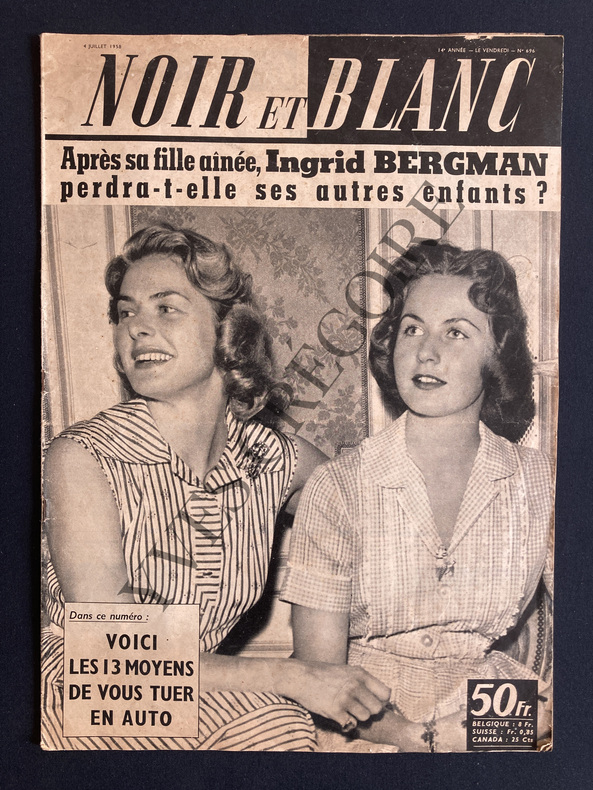 4 JUILLET 1958
14e ANNÉE — LE VENDREDI — N° 696
NOIR ET BLANC
Après sa fille aînée, Ingrid BERGMAN
perdra-t-elle ses autres enfants ?
YVES GREGOIRE
Dans ce numéro :
VOICI
LES 13 MOYENS
DE VOUS TUER
EN AUTO
50 Fr.
BELGIQUE : 8 Fr.
SUISSE : Fr. 0,85
CANADA : 25 Cts